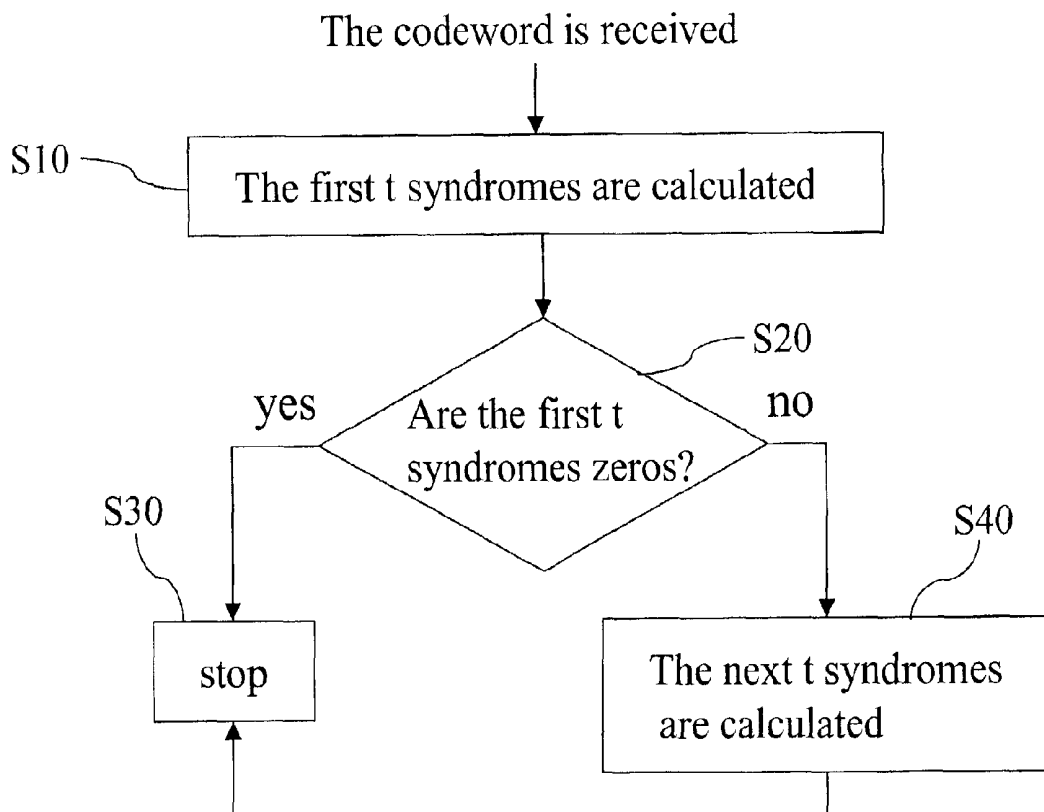 The codeword is received
S10
The first t syndromes are calculated
S20
yes
Are the first t
syndromes zeros?
no
S30
S40
stop
The next t syndromes
are calculated